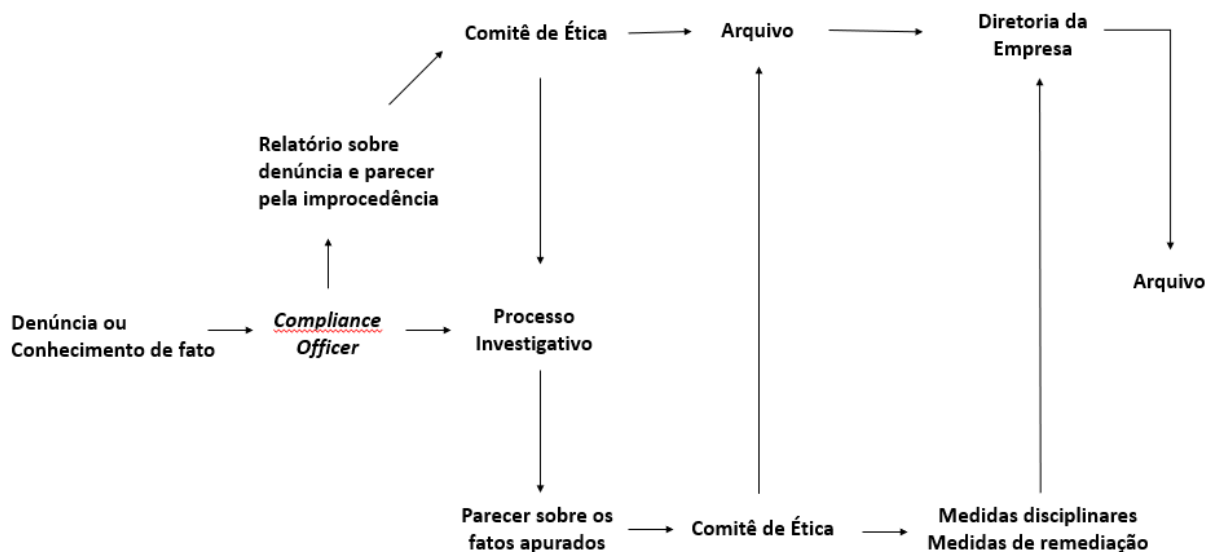 Comitê de Ética
Arquivo
Diretoria da
Empresa
Relatório sobre
denúncia e parecer
pela improcedência
Arquivo
Denúncia ou
Conhecimento de fato
Compliance
Officer
Processo
Investigativo
Parecer sobre os
fatos apurados
Comitê de Ética
Medidas disciplinares
Medidas de remediação